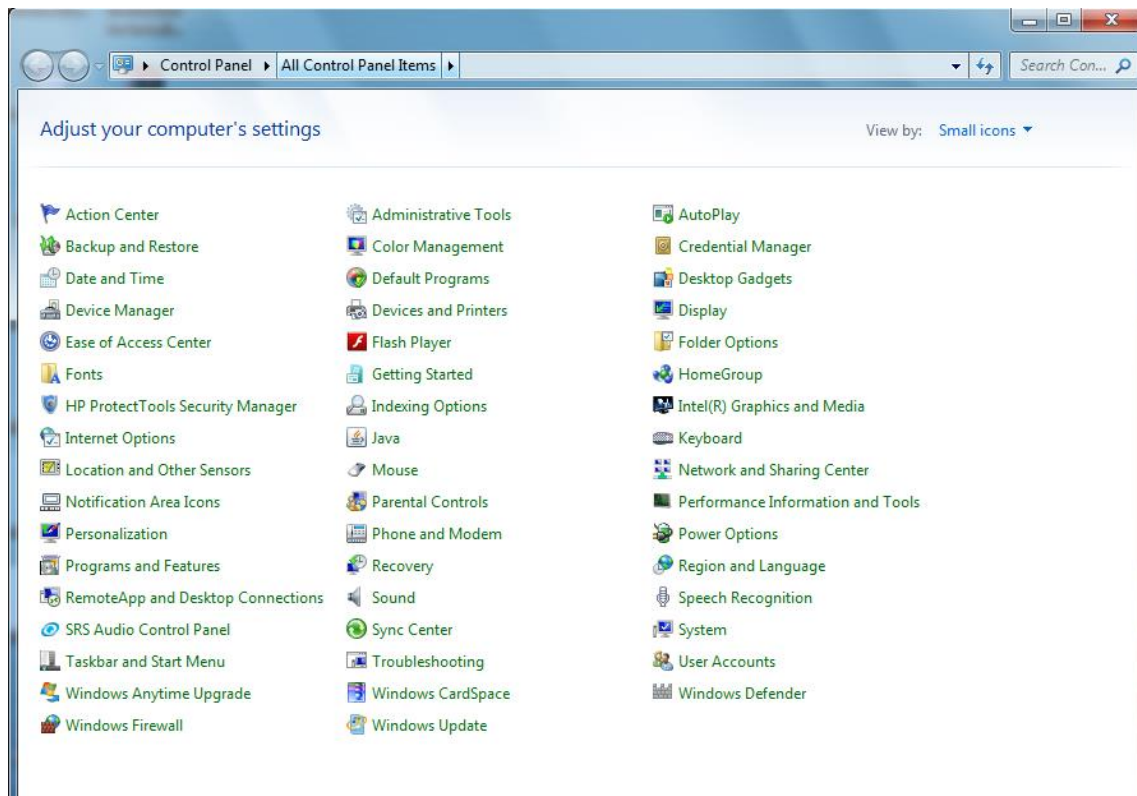 Control Panel All Control Panel Items Search Con...
Adjust your computer's settings View by: Small icons
Action Center Administrative Tools AutoPlay
Backup and Restore Color Management Credential Manager
Date and Time Default Programs Desktop Gadgets
Device Manager Devices and Printers Display
Ease of Access Center Flash Player Folder Options
Fonts Getting Started HomeGroup
HP ProtectTools Security Manager Indexing Options Intel(R) Graphics and Media
Internet Options Java Keyboard
Location and Other Sensors Mouse Network and Sharing Center
Notification Area Icons Parental Controls Performance Information and Tools
Personalization Phone and Modem Power Options
Programs and Features Recovery Region and Language
RemoteApp and Desktop Connections Sound Speech Recognition
SRS Audio Control Panel Sync Center System
Taskbar and Start Menu Troubleshooting User Accounts
Windows Anytime Upgrade Windows CardSpace Windows Defender
Windows Firewall Windows Update